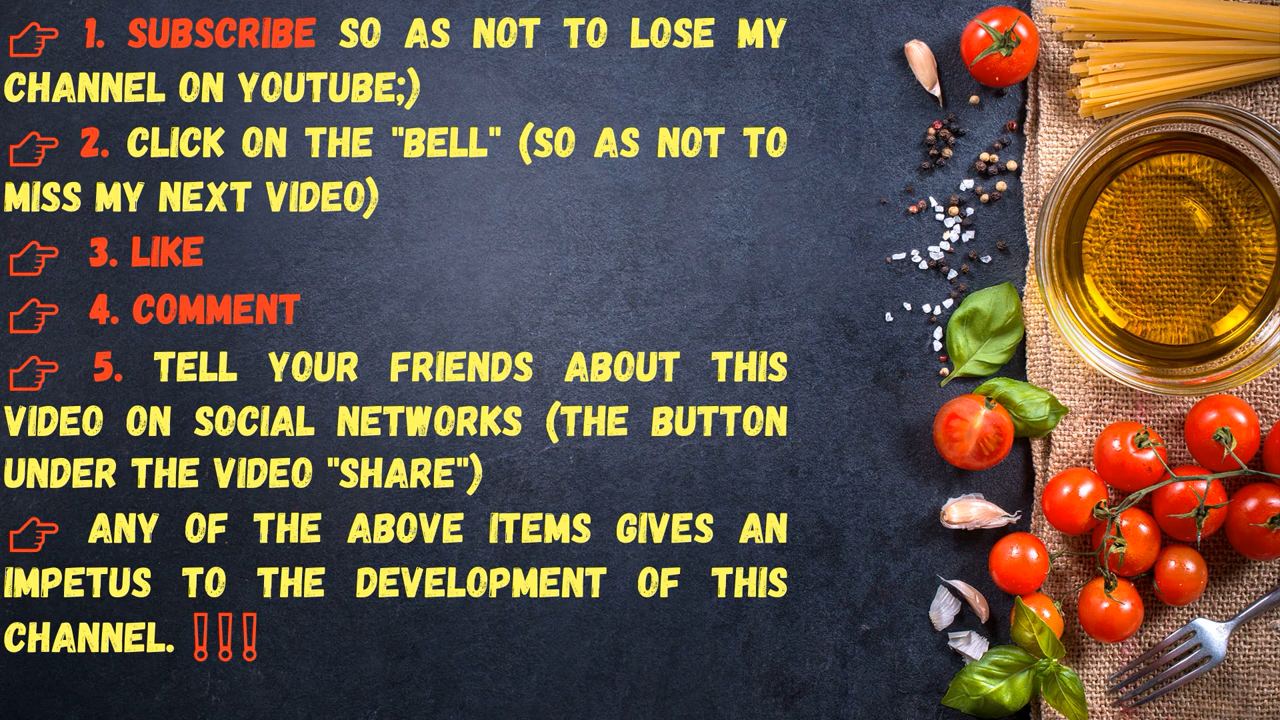 👉 1. SUBSCRIBE SO AS NOT TO LOSE MY
CHANNEL ON YOUTUBE;)
👉 2. CLICK ON THE "BELL" (SO AS NOT TO
MISS MY NEXT VIDEO)
👉 3. LIKE
👉 4. COMMENT
👉 5. TELL YOUR FRIENDS ABOUT THIS
VIDEO ON SOCIAL NETWORKS (THE BUTTON
UNDER THE VIDEO "SHARE")
👉 ANY OF THE ABOVE ITEMS GIVES AN
IMPETUS TO THE DEVELOPMENT OF THIS
CHANNEL. !!!